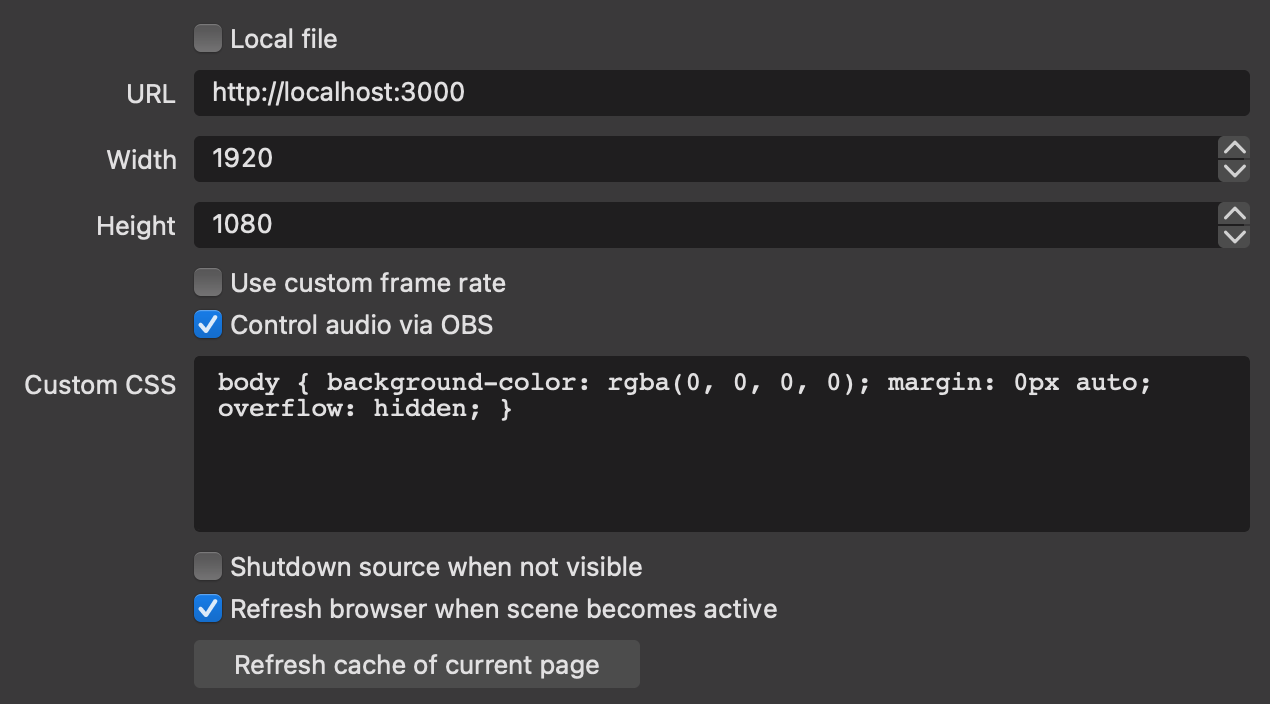 Local file
URL http://localhost:3000
Width 1920
Height 1080
Use custom frame rate
Control audio via OBS
Custom CSS body { background-color: rgba(0, 0, 0, 0); margin: 0px auto;
overflow: hidden; }
Shutdown source when not visible
Refresh browser when scene becomes active
Refresh cache of current page